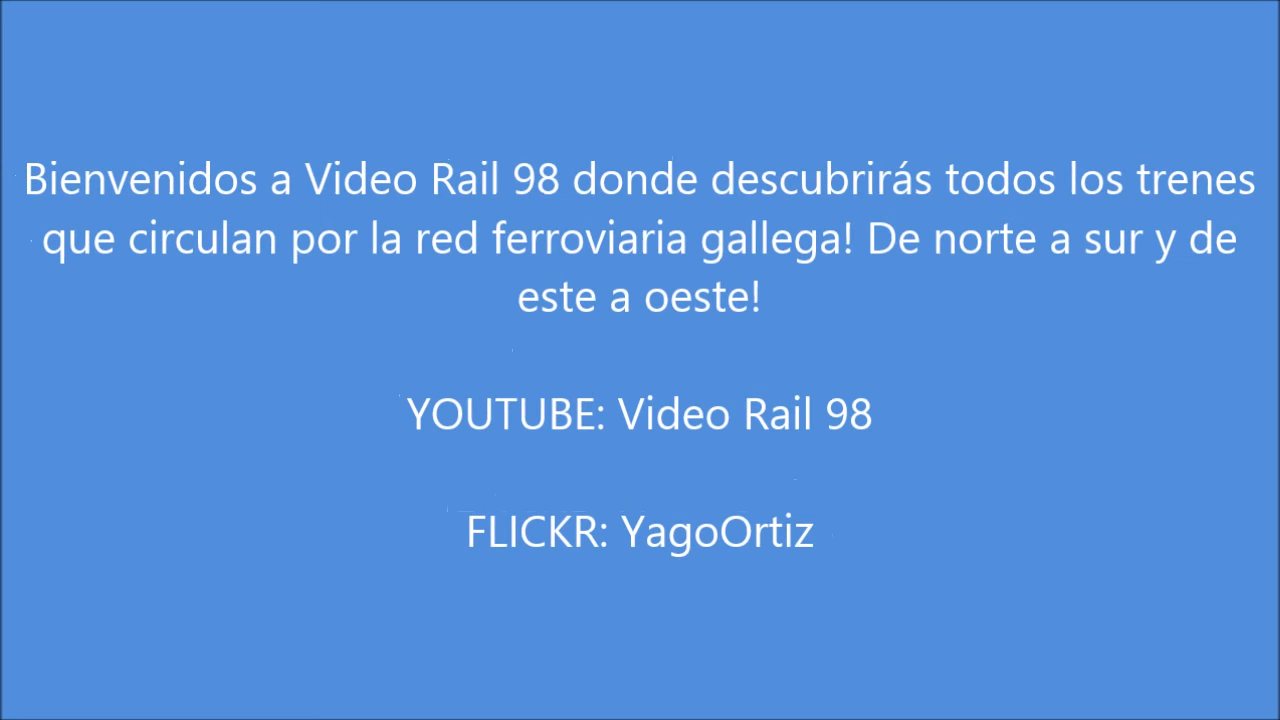 Bienvenidos a Video Rail 98 donde descubrirás todos los trenes
que circulan por la red ferroviaria gallega! De norte a sur y de
este a oeste!
YOUTUBE: Video Rail 98
FLICKR: YagoOrtiz